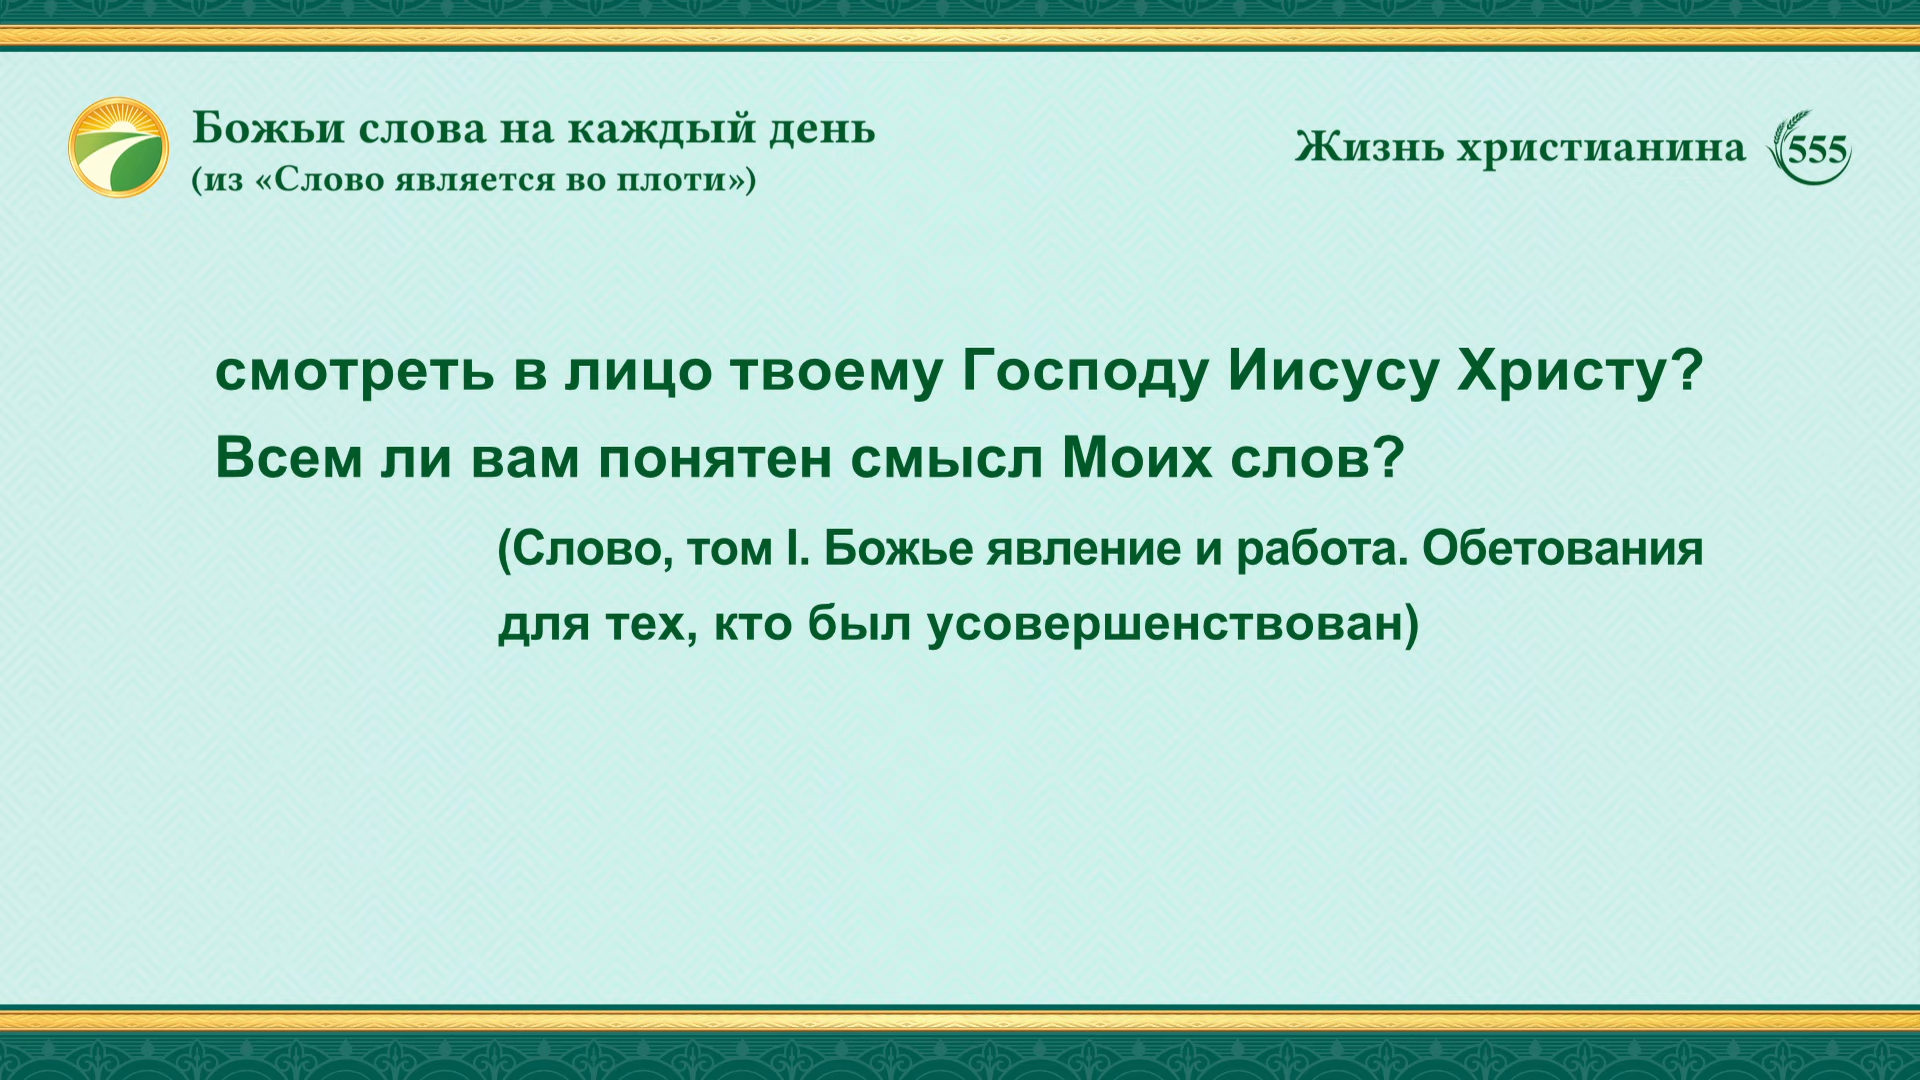 Божьи слова на каждый день
(из «Слово является во плоти»)
Жизнь христианина 555
смотреть в лицо твоему Господу Иисусу Христу?
Всем ли вам понятен смысл Моих слов?
(Слово, том I. Божье явление и работа. Обетования
для тех, кто был усовершенствован)